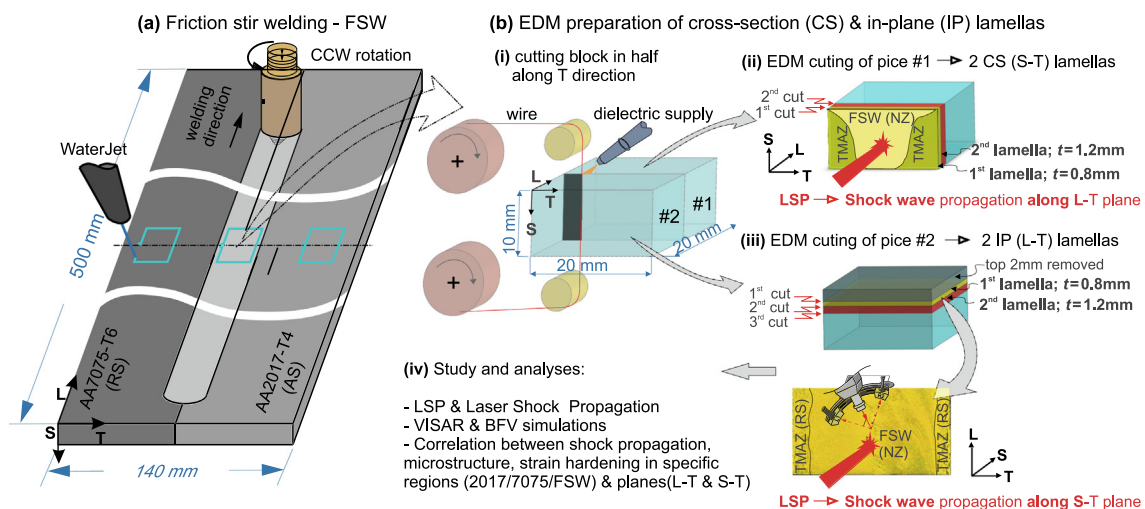 (a) Friction stir welding - FSW
CCW rotation
welding
direction
WaterJet
500 mm
AA7075-T6
(RS)
AA2017-T4
(AS)
L
S
T
140 mm
(b) EDM preparation of cross-section (CS) & in-plane (IP) lamellas
(i) cutting block in half
along T direction
wire
dielectric supply
+
+
L
T
S
#2
#1
10 mm
20 mm
20 mm
(ii) EDM cuting of pice #1 → 2 CS (S-T) lamellas
2nd cut
1st cut
FSW (NZ)
TMAZ
TMAZ
S
L
T
2nd lamella; t=1.2mm
1st lamella; t=0.8mm
LSP → Shock wave propagation along L-T plane
(iii) EDM cuting of pice #2 → 2 IP (L-T) lamellas
top 2mm removed
1st cut
2nd cut
3rd cut
1st lamella; t=0.8mm
2nd lamella; t=1.2mm
TMAZ (RS)
FSW
(NZ)
TMAZ (RS)
L
S
T
LSP → Shock wave propagation along S-T plane
(iv) Study and analyses:
- LSP & Laser Shock Propagation
- VISAR & BFV simulations
- Correlation between shock propagation,
microstructure, strain hardening in specific
regions (2017/7075/FSW) & planes(L-T & S-T)